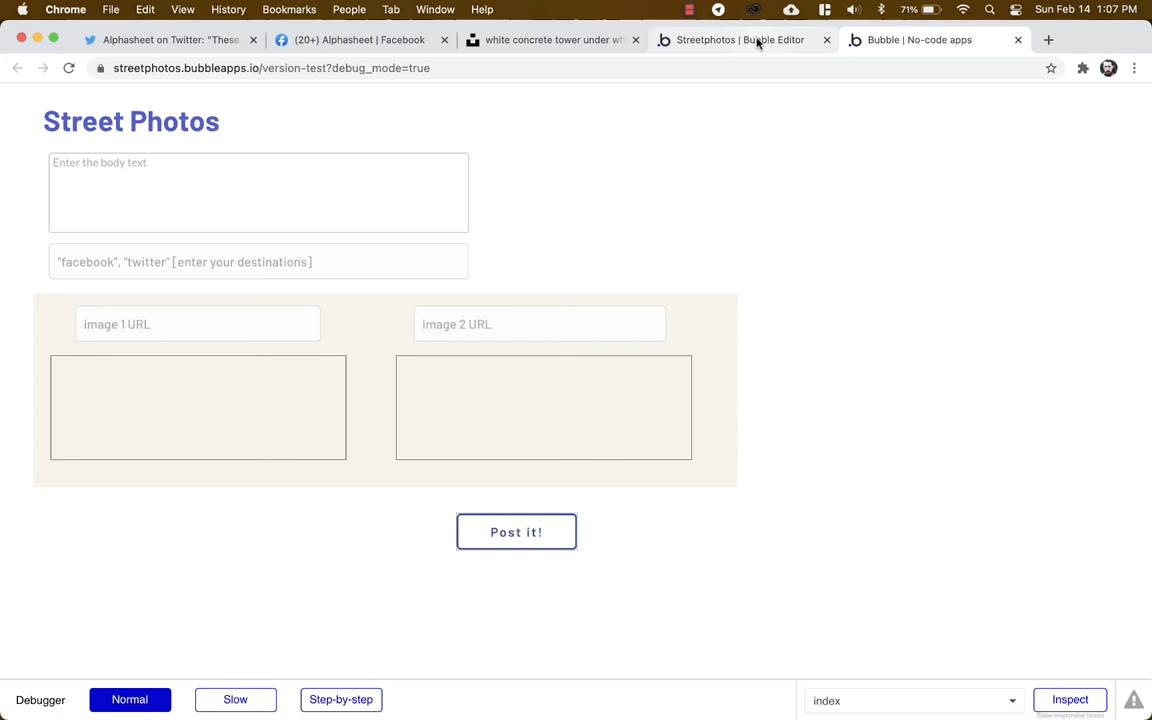 Chrome File Edit View History Bookmarks People Tab Window Help 71% Sun Feb 14 1:07 PM
Alphasheet on Twitter: "These (20+) Alphasheet | Facebook white concrete tower under wh Streetphotos | Bubble Editor Bubble | No-code apps
streetphotos.bubbleapps.io/version-test?debug_mode=true
Street Photos
Enter the body text
"facebook", "twitter" [enter your destinations]
image 1 URL image 2 URL
Post it!
Debugger Normal Slow Step-by-step index Inspect
Show responsive boxes